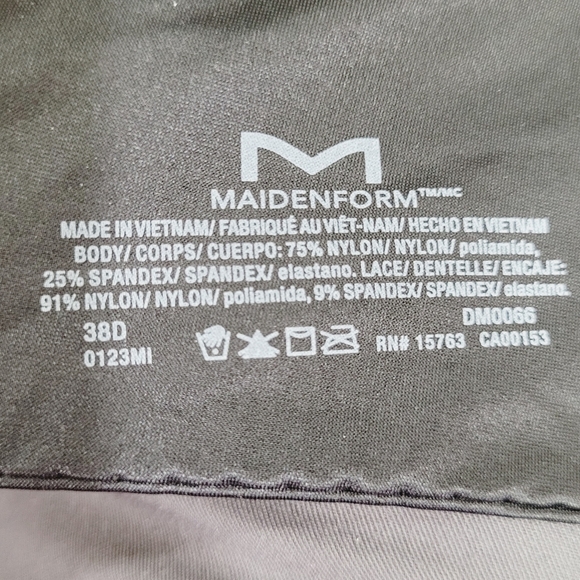 M
MAIDENFORM™/MC
MADE IN VIETNAM/ FABRIQUÉ AU VIÊT-NAM/ HECHO EN VIETNAM
BODY/ CORPS/ CUERPO: 75% NYLON/ NYLON/ poliamida,
25% SPANDEX/ SPANDEX/ elastano. LACE/ DENTELLE/ ENCAJE:
91% NYLON/ NYLON/ poliamida, 9% SPANDEX/ SPANDEX/ elastano.
38D DM0066
0123MI RN# 15763 CA00153